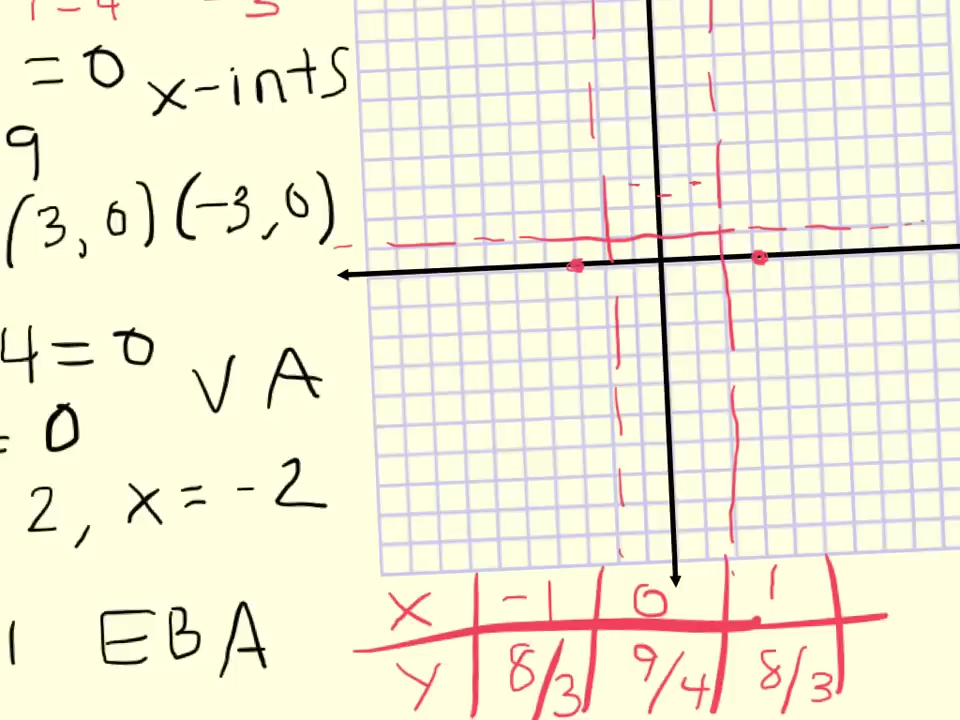 = 0 x-ints
9
(3, 0) (-3, 0)
4 = 0 VA
= 0
2, x = -2
1 EBA
x -1 0 1
y 8/3 9/4 8/3